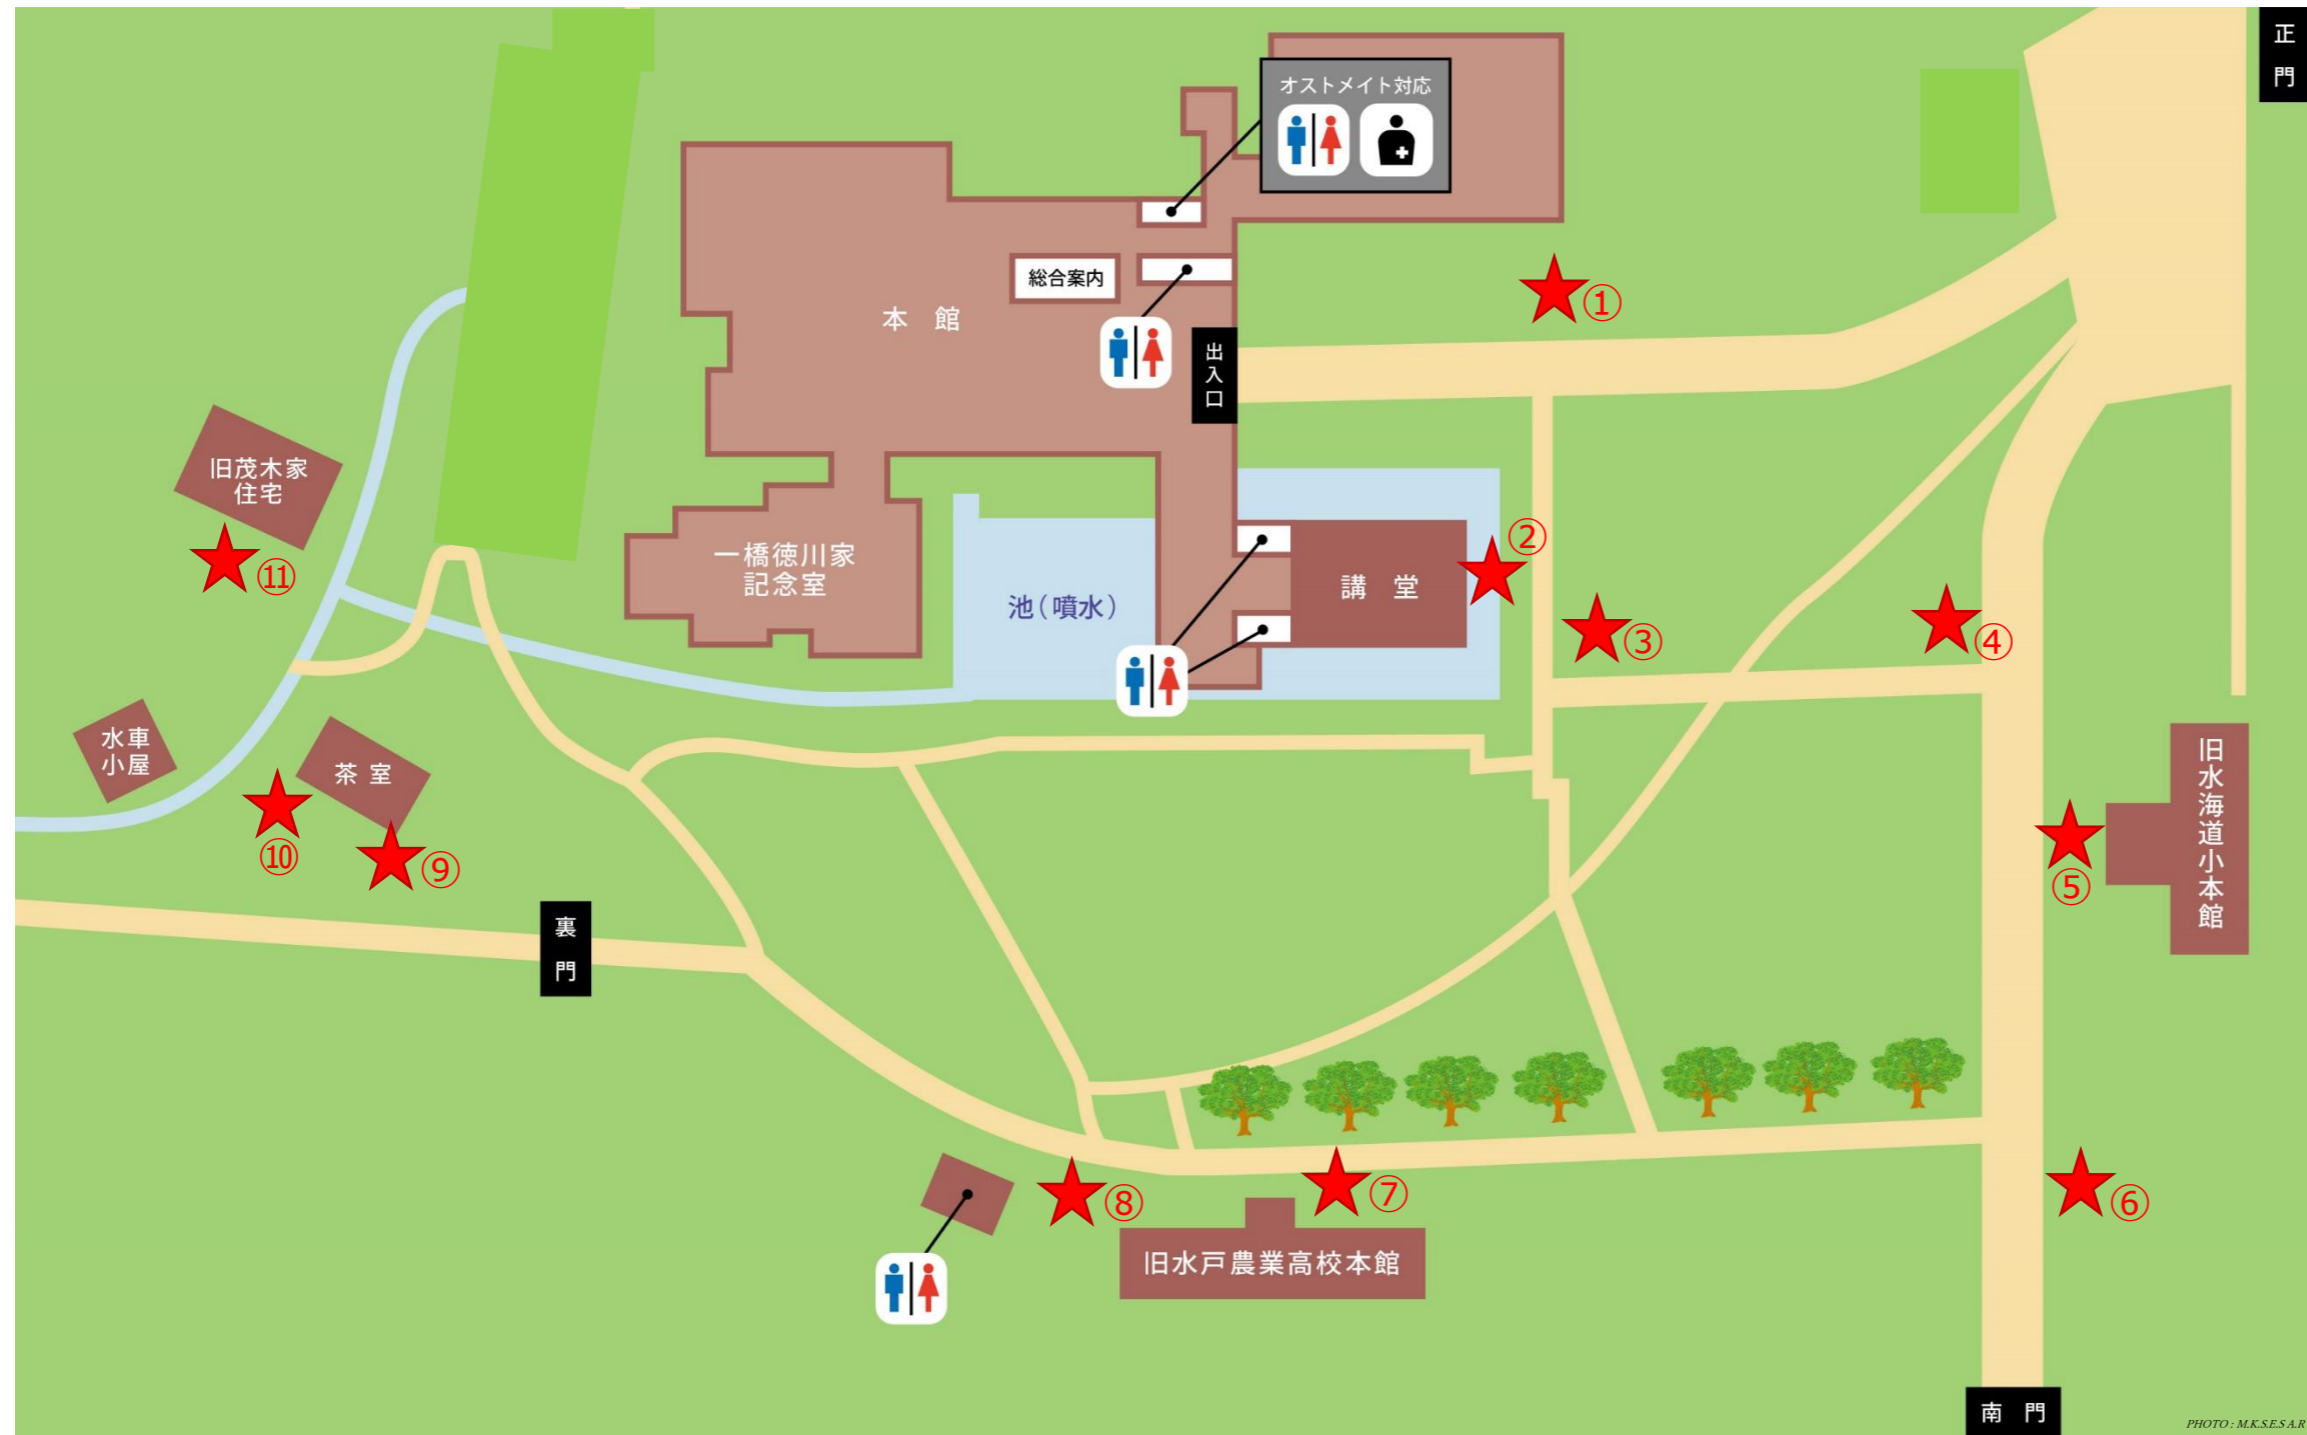 正門
オストメイト対応
総合案内
本館
出入口
①
旧茂木家
住宅
⑪
一橋徳川家
記念室
池(噴水)
講堂
②
③
④
水車
小屋
茶室
⑩
⑨
旧水海道小本館
⑤
裏門
⑧
⑦
⑥
旧水戸農業高校本館
南門
PHOTO : M.K.S.E.S A.R